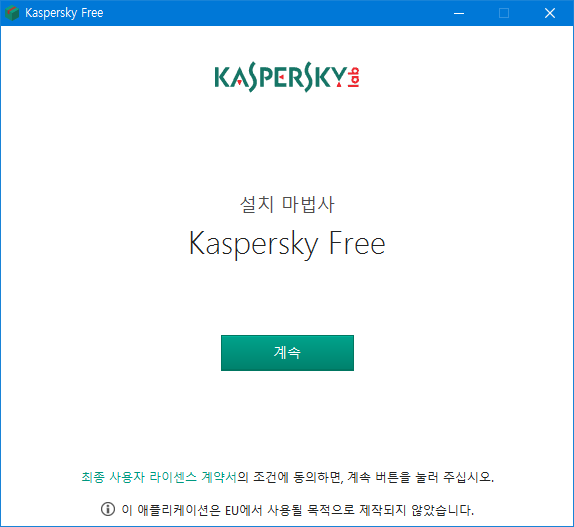 Kaspersky Free
KASPERSKY lab
설치 마법사
Kaspersky Free
계속
최종 사용자 라이센스 계약서의 조건에 동의하면, 계속 버튼을 눌러 주십시오.
이 애플리케이션은 EU에서 사용될 목적으로 제작되지 않았습니다.